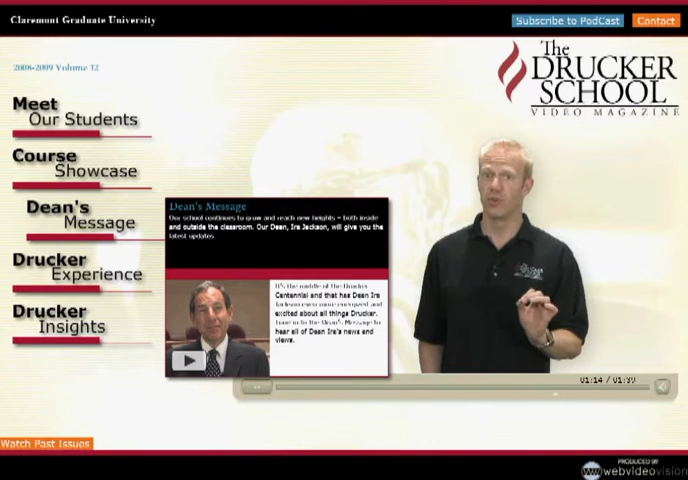 Claremont Graduate University
Subscribe to PodCast
Contact
2008-2009 Volume 12
The
DRUCKER
SCHOOL
VIDEO MAGAZINE
Meet
Our Students
Course
Showcase
Dean's
Message
Drucker
Experience
Drucker
Insights
Dean's Message
Our school continues to grow and reach new heights – both inside
and outside the classroom. Our Dean, Ira Jackson, will give you the
latest updates
It's the middle of the Drucker
Centennial and that has Dean Ira
excited about all things Drucker.
to the Dean's Message to
hear all of Dean Ira's news and
views.
01:14 / 01:39
Watch Past Issues
PRODUCED BY
webvideovision